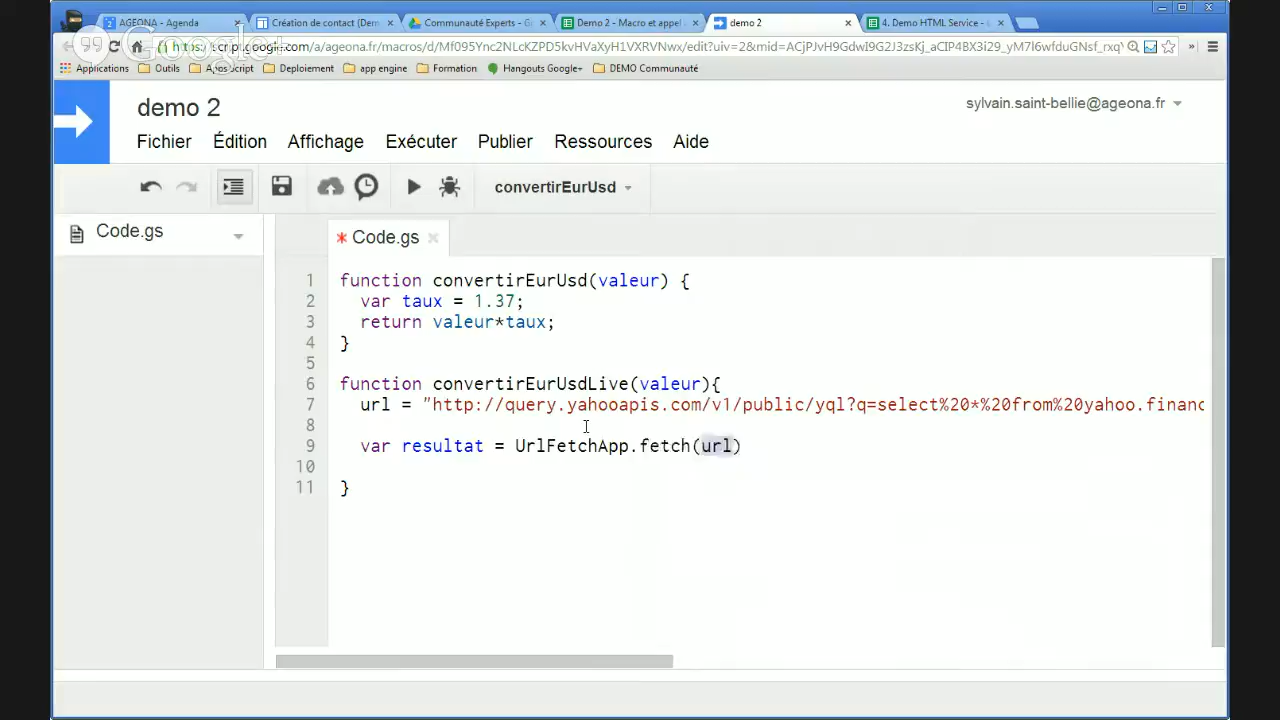 AGEONA - Agenda
Création de contact (Dem
Communauté Experts - G
Demo 2 - Macro et appel
demo 2
4. Demo HTML Service -
Google+
https://script.google.com/a/ageona.fr/macros/d/Mf095Ync2NLcKZPD5kvHVaXyH1VXRVNwx/edit?uiv=2&mid=ACjPJvH9GdwI9G2J3zsKj_aCIP4BX3i29_yM7l6wfduGNsf_nxq
Applications
Outils
Apps Script
Deploiement
app engine
Formation
Hangouts Google+
DEMO Communauté
demo 2
sylvain.saint-bellie@ageona.fr
Fichier Édition Affichage Exécuter Publier Ressources Aide
convertirEurUsd
Code.gs
* Code.gs
1 function convertirEurUsd(valeur) {
2 var taux = 1.37;
3 return valeur*taux;
4 }
5
6 function convertirEurUsdLive(valeur){
7 url = "http://query.yahooapis.com/v1/public/yql?q=select%20*%20from%20yahoo.financ
8
9 var resultat = UrlFetchApp.fetch(url)
10
11 }